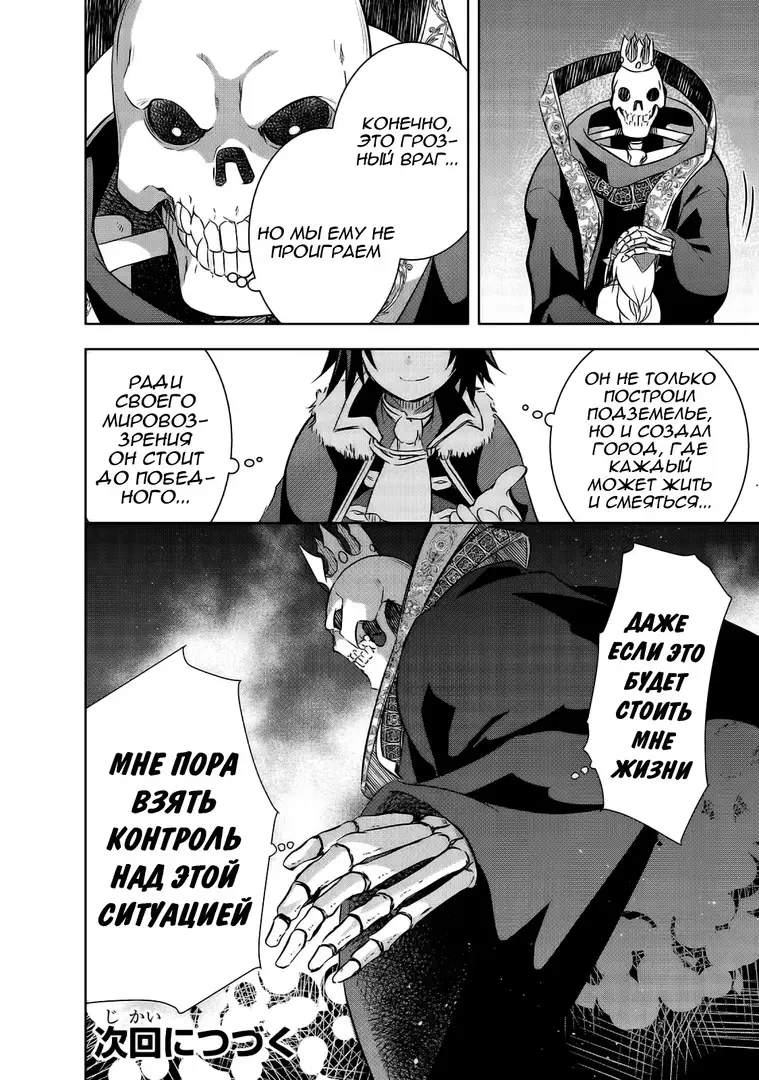 КОНЕЧНО,
ЭТО ГРОЗ-
НЫЙ ВРАГ...
НО МЫ ЕМУ НЕ
ПРОИГРАЕМ
ОН НЕ ТОЛЬКО
ПОСТРОИЛ
ПОДЗЕМЕЛЬЕ,
НО И СОЗДАЛ
ГОРОД, ГДЕ
КАЖДЫЙ
МОЖЕТ ЖИТЬ
И СМЕЯТЬСЯ...
РАДИ
СВОЕГО
МИРОВОЗ-
ЗРЕНИЯ
ОН СТОИТ
ДО ПОБЕД-
НОГО...
ДАЖЕ
ЕСЛИ ЭТО
БУДЕТ
СТОИТЬ
МНЕ
ЖИЗНИ
МНЕ ПОРА
ВЗЯТЬ
КОНТРОЛЬ
НАД ЭТОЙ
СИТУАЦИЕЙ
じかい
次回につづく